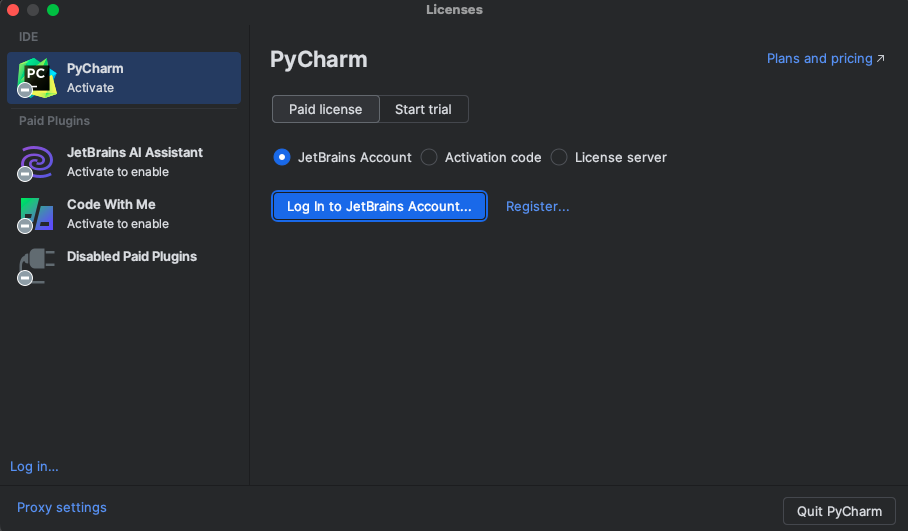 Licenses
IDE
PC
PyCharm
Activate
Paid Plugins
JetBrains AI Assistant
Activate to enable
Code With Me
Activate to enable
Disabled Paid Plugins
Log in...
PyCharm
Plans and pricing
Paid license Start trial
JetBrains Account Activation code License server
Log In to JetBrains Account... Register...
Proxy settings
Quit PyCharm